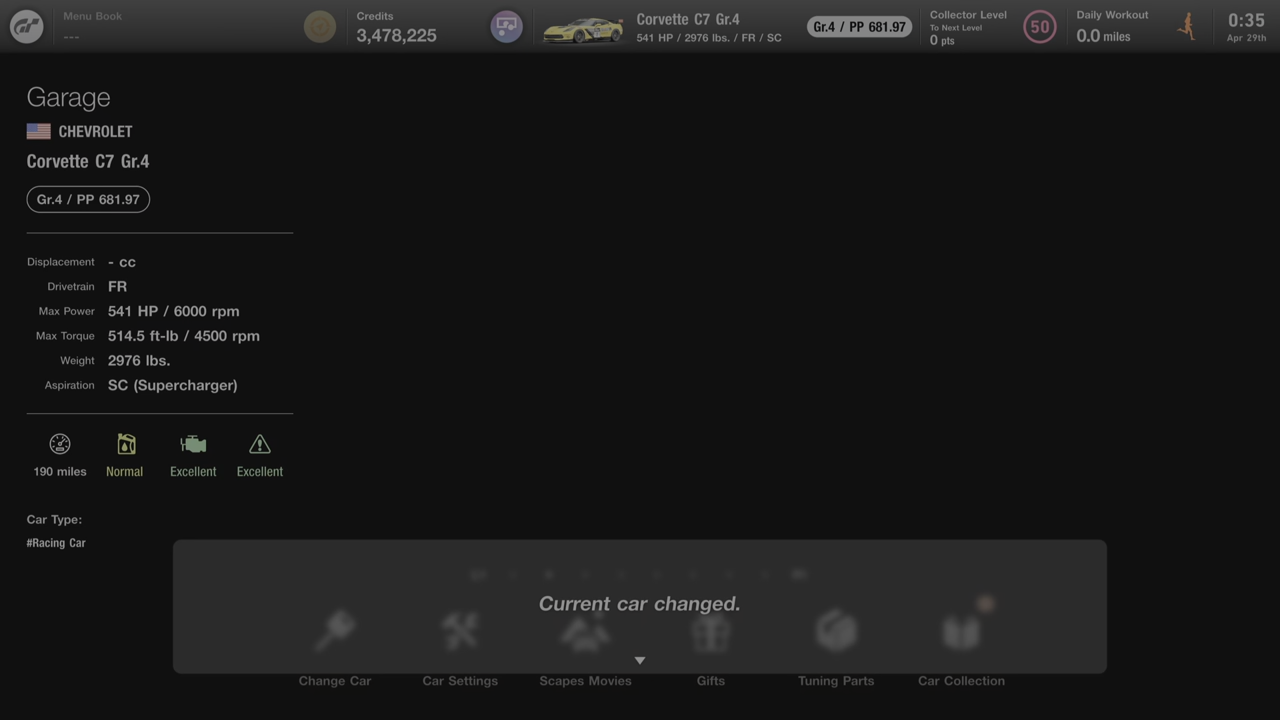 Menu Book
---
Credits
3,478,225
Corvette C7 Gr.4
541 HP / 2976 lbs. / FR / SC
Gr.4 / PP 681.97
Collector Level
To Next Level
0 pts
50
Daily Workout
0.0 miles
0:35
Apr 29th
Garage
CHEVROLET
Corvette C7 Gr.4
Gr.4 / PP 681.97
Displacement - cc
Drivetrain FR
Max Power 541 HP / 6000 rpm
Max Torque 514.5 ft-lb / 4500 rpm
Weight 2976 lbs.
Aspiration SC (Supercharger)
190 miles Normal Excellent Excellent
Car Type:
#Racing Car
Current car changed.
Change Car Car Settings Scapes Movies Gifts Tuning Parts Car Collection